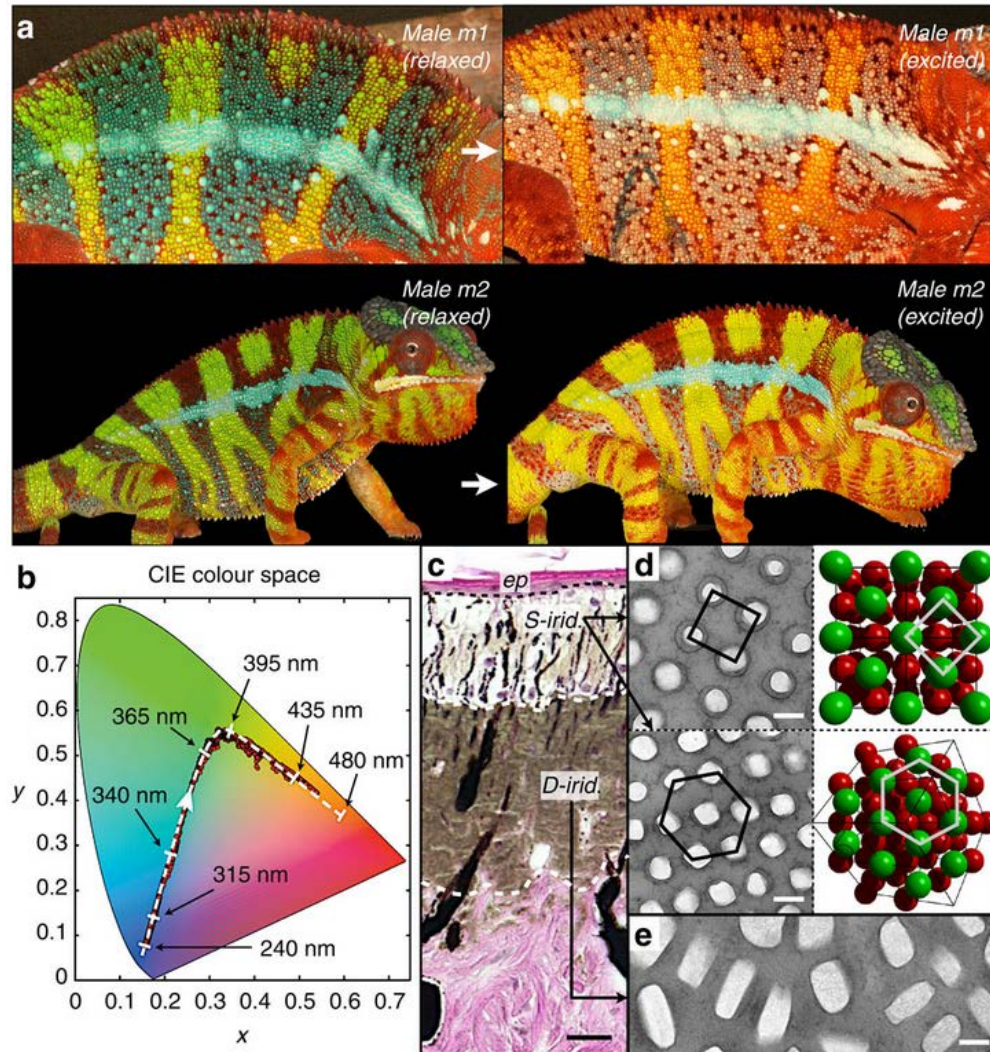 a
Male m1
(relaxed)
Male m1
(excited)
Male m2
(relaxed)
Male m2
(excited)
b
CIE colour space
0.8
0.7
0.6
0.5
0.4
0.3
0.2
0.1
0
y
395 nm
365 nm
435 nm
480 nm
340 nm
315 nm
240 nm
0 0.1 0.2 0.3 0.4 0.5 0.6 0.7
x
c
ep
S-irid.
D-irid.
d
e